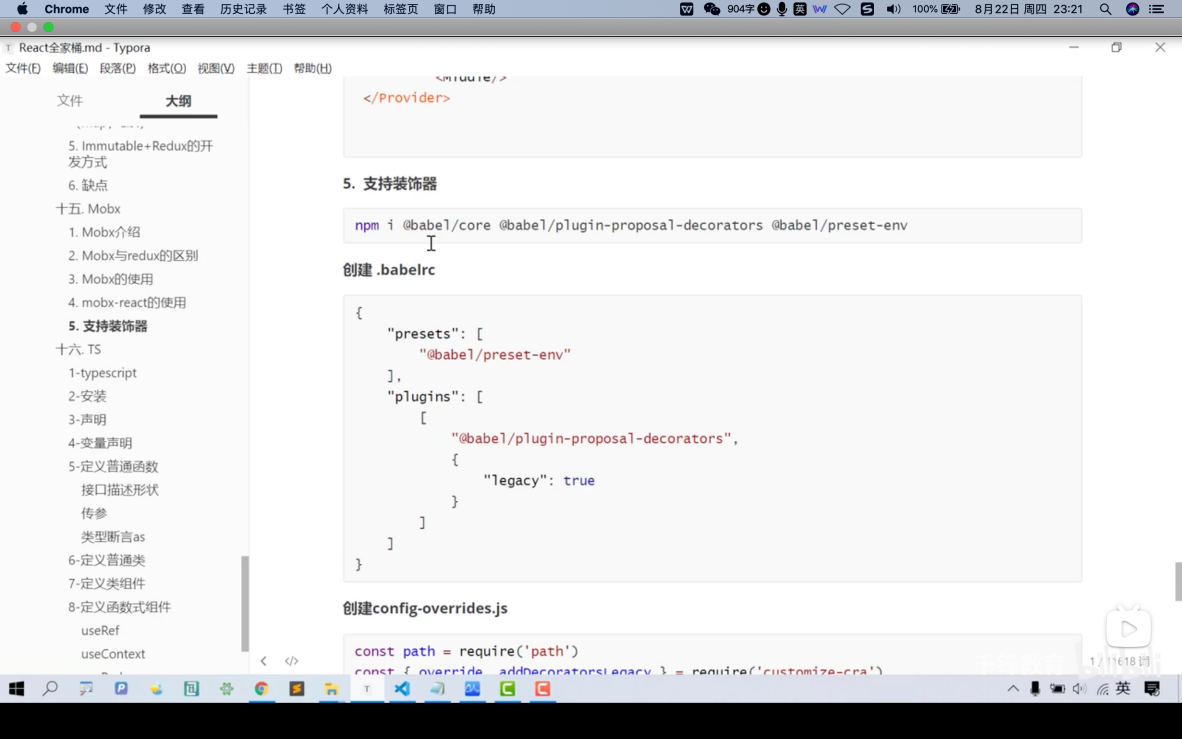 Chrome 文件 修改 查看 历史记录 书签 个人资料 标签页 窗口 帮助 904字 英 100% 8月22日 周四 23:21
T React全家桶.md - Typora
文件(F) 编辑(E) 段落(P) 格式(O) 视图(V) 主题(T) 帮助(H)
文件 大纲
5. Immutable+Redux的开
发方式
6. 缺点
十五. Mobx
1. Mobx介绍
2. Mobx与redux的区别
3. Mobx的使用
4. mobx-react的使用
5. 支持装饰器
十六. TS
1-typescript
2-安装
3-声明
4-变量声明
5-定义普通函数
接口描述形状
传参
类型断言as
6-定义普通类
7-定义类组件
8-定义函数式组件
useRef
useContext
<Middle/>
</Provider>
5. 支持装饰器
npm i @babel/core @babel/plugin-proposal-decorators @babel/preset-env
创建 .babelrc
{
"presets": [
"@babel/preset-env"
],
"plugins": [
[
"@babel/plugin-proposal-decorators",
{
"legacy": true
}
]
]
}
创建config-overrides.js
const path = require('path')
const { override, addDecoratorsLegacy } = require('customize-cra')
英